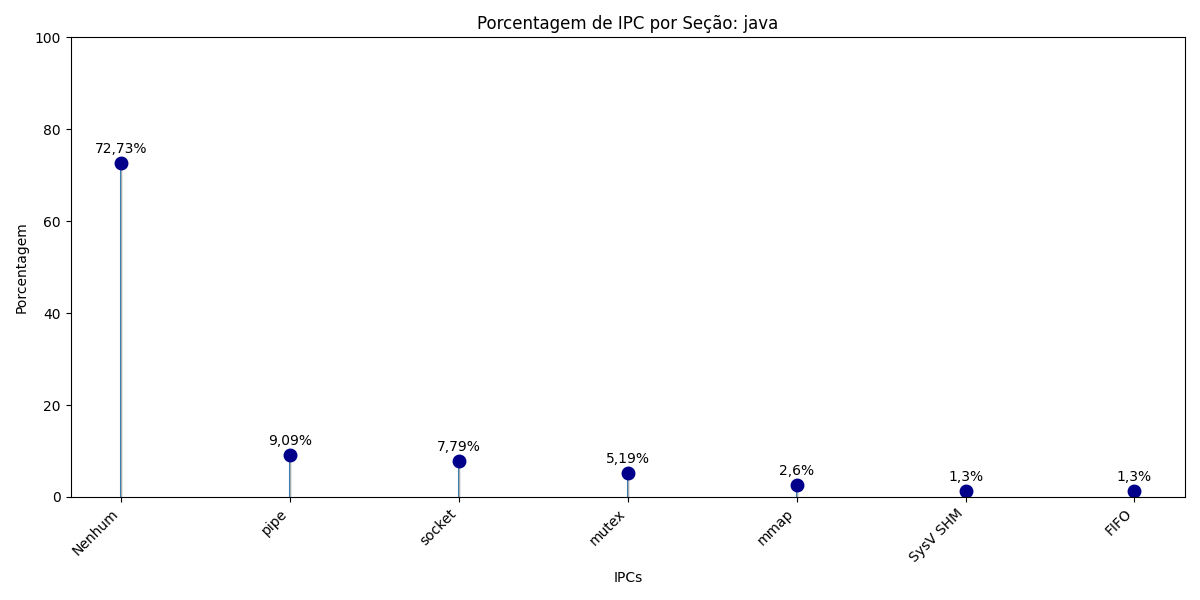 Porcentagem de IPC por Seção: java
Porcentagem
100
80
60
40
20
0
72,73%
9,09%
7,79%
5,19%
2,6%
1,3%
1,3%
Nenhum
pipe
socket
mutex
mmap
SysV SHM
FIFO
IPCs